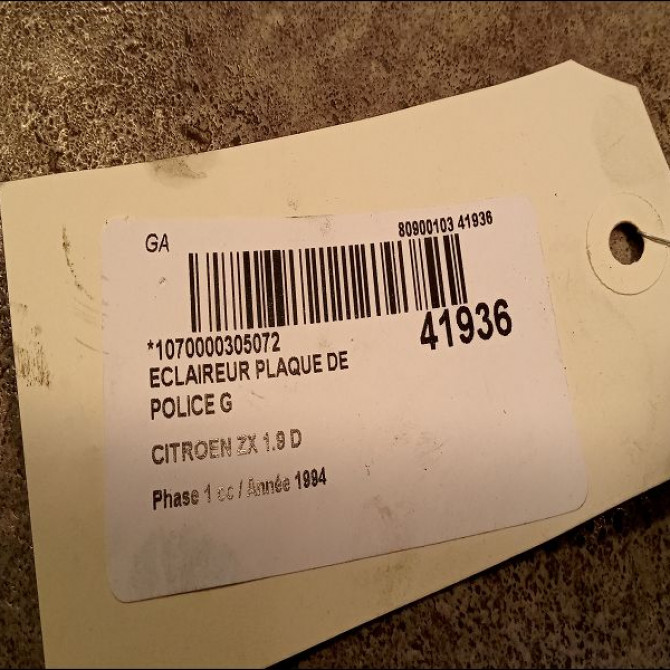 GA
80900103 41936
*1070000305072
41936
ECLAIREUR PLAQUE DE
POLICE G
CITROEN ZX 1.9 D
Phase 1 cc / Année 1994